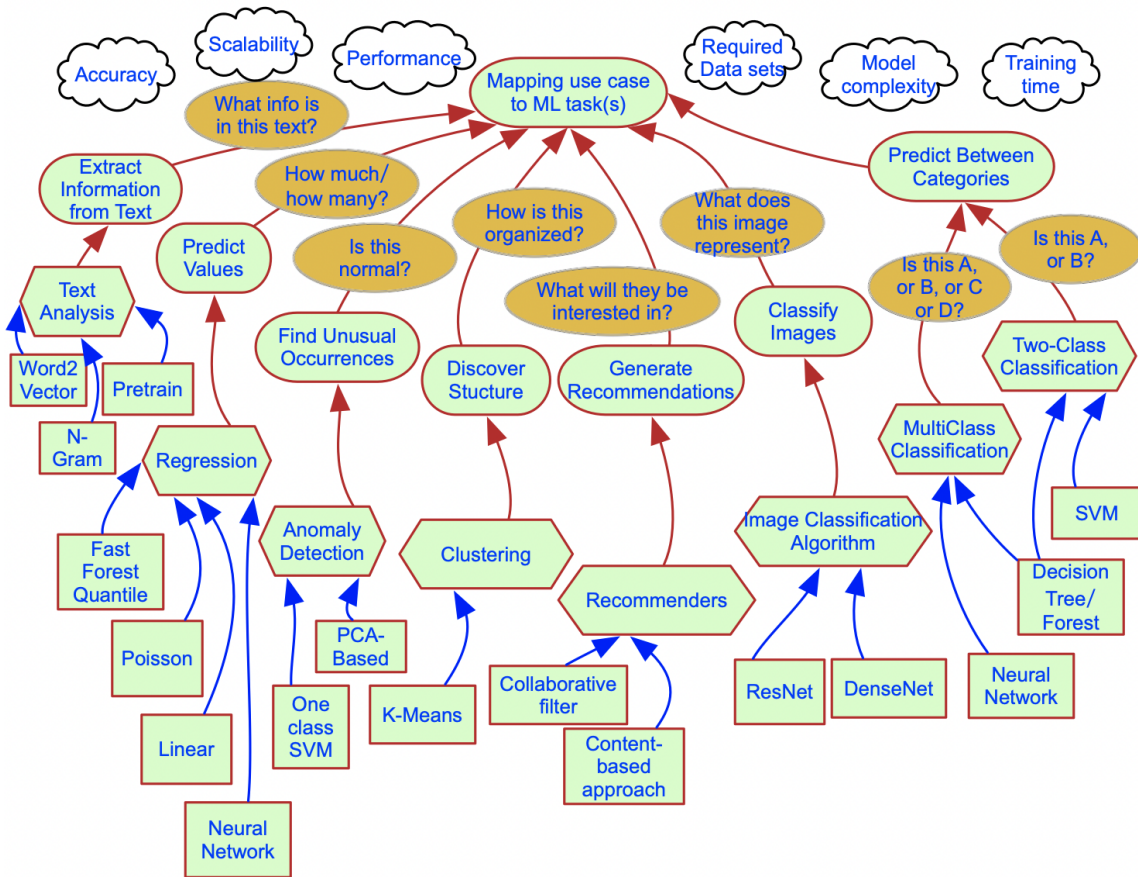 Accuracy
Scalability
Performance
Mapping use case
to ML task(s)
Required
Data sets
Model
complexity
Training
time
What info is
in this text?
Extract
Information
from Text
How much/
how many?
Predict
Values
Is this
normal?
How is this
organized?
What will they be
interested in?
What does
this image
represent?
Predict Between
Categories
Is this A,
or B, or C
or D?
Is this A,
or B?
Text
Analysis
Find Unusual
Occurrences
Discover
Stucture
Generate
Recommendations
Classify
Images
Two-Class
Classification
Word2
Vector
Pretrain
N-
Gram
Regression
MultiClass
Classification
Fast
Forest
Quantile
Anomaly
Detection
Clustering
Recommenders
Image Classification
Algorithm
SVM
Decision
Tree/
Forest
Poisson
PCA-
Based
Linear
One
class
SVM
K-Means
Collaborative
filter
Content-
based
approach
ResNet
DenseNet
Neural
Network
Neural
Network